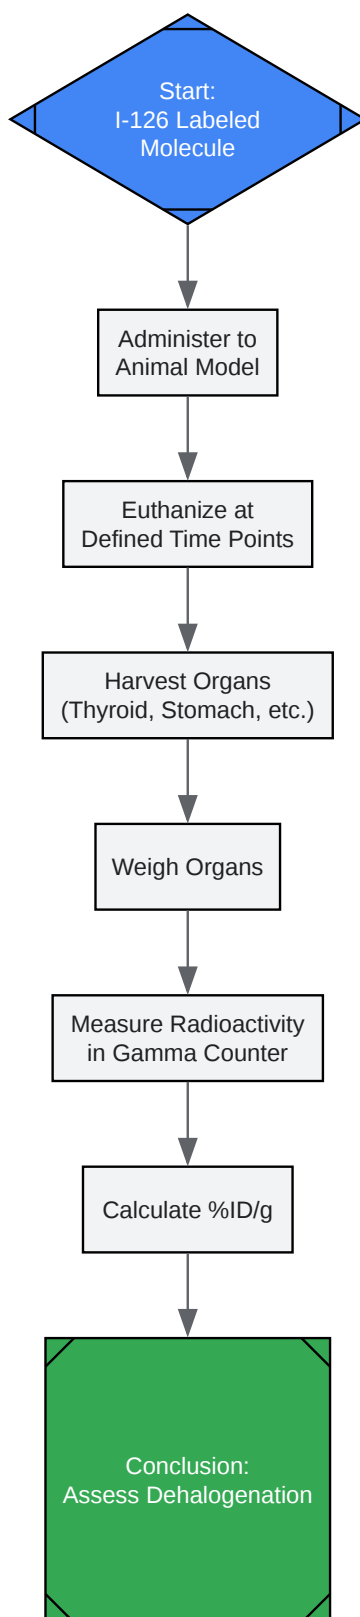 Start:
I-126 Labeled
Molecule
Administer to
Animal Model
Euthanize at
Defined Time Points
Harvest Organs
(Thyroid, Stomach, etc.)
Weigh Organs
Measure Radioactivity
in Gamma Counter
Calculate %ID/g
Conclusion:
Assess Dehalogenation